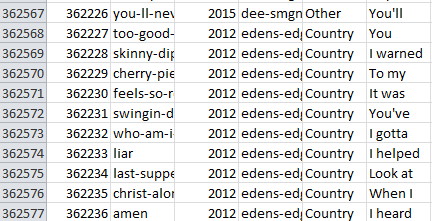 362567 362226 you-ll-nev 2015 dee-smgn Other You'll
362568 362227 too-good- 2012 edens-edg Country You
362569 362228 skinny-dip 2012 edens-edg Country I warned
362570 362229 cherry-pie 2012 edens-edg Country To my
362571 362230 feels-so-r 2012 edens-edg Country It was
362572 362231 swingin-d 2012 edens-edg Country You've
362573 362232 who-am-i- 2012 edens-edg Country I gotta
362574 362233 liar 2012 edens-edg Country I helped
362575 362234 last-suppe 2012 edens-edg Country Look at
362576 362235 christ-alon 2012 edens-edg Country When I
362577 362236 amen 2012 edens-edg Country I heard